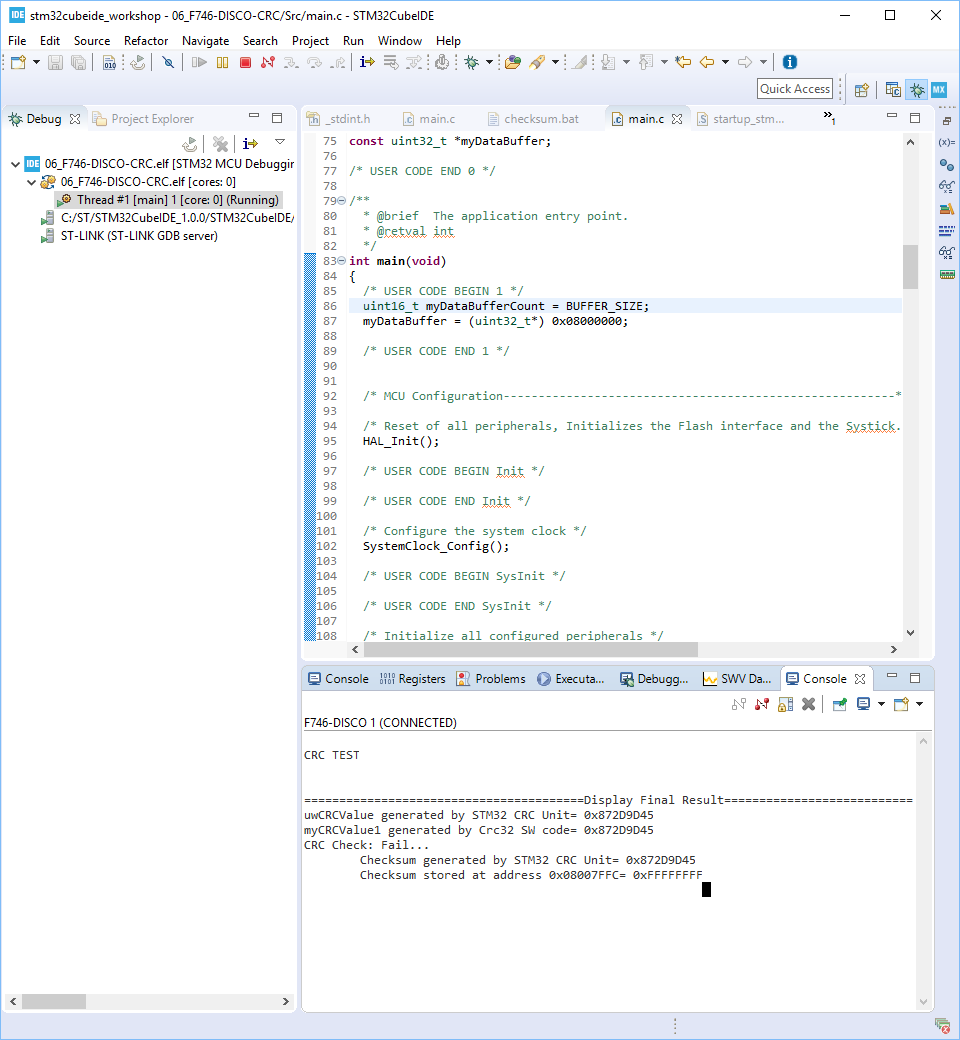 IDE stm32cubeide_workshop - 06_F746-DISCO-CRC/Src/main.c - STM32CubeIDE
File Edit Source Refactor Navigate Search Project Run Window Help
Quick Access
MX
Debug Project Explorer
IDE 06_F746-DISCO-CRC.elf [STM32 MCU Debuggin
06_F746-DISCO-CRC.elf [cores: 0]
Thread #1 [main] 1 [core: 0] (Running)
C:/ST/STM32CubeIDE_1.0.0/STM32CubeIDE/
ST-LINK (ST-LINK GDB server)
_stdint.h main.c checksum.bat main.c startup_stm... »1
75 const uint32_t *myDataBuffer;
76
77 /* USER CODE END 0 */
78
79 /**
80 * @brief  The application entry point.
81 * @retval int
82 */
83 int main(void)
84 {
85 /* USER CODE BEGIN 1 */
86 uint16_t myDataBufferCount = BUFFER_SIZE;
87 myDataBuffer = (uint32_t*) 0x08000000;
88
89 /* USER CODE END 1 */
90
91
92 /* MCU Configuration--------------------------------------------------------*
93
94 /* Reset of all peripherals, Initializes the Flash interface and the Systick.
95 HAL_Init();
96
97 /* USER CODE BEGIN Init */
98
99 /* USER CODE END Init */
100
101 /* Configure the system clock */
102 SystemClock_Config();
103
104 /* USER CODE BEGIN SysInit */
105
106 /* USER CODE END SysInit */
107
108 /* Initialize all configured peripherals */
Console Registers Problems Executa... Debugg... SWV Da... Console
F746-DISCO 1 (CONNECTED)
CRC TEST
========================================Display Final Result===========================
uwCRCValue generated by STM32 CRC Unit= 0x872D9D45
myCRCValue1 generated by Crc32 SW code= 0x872D9D45
CRC Check: Fail...
Checksum generated by STM32 CRC Unit= 0x872D9D45
Checksum stored at address 0x08007FFC= 0xFFFFFFFF